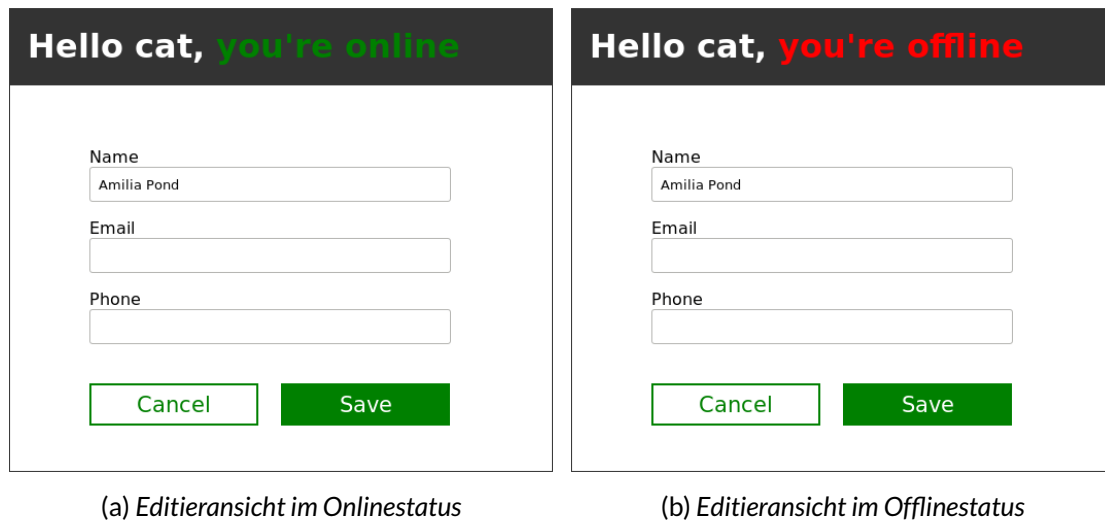 Hello cat, you're online
Name
Amilia Pond
Email
Phone
Cancel Save
(a) Editieransicht im Onlinestatus
Hello cat, you're offline
Name
Amilia Pond
Email
Phone
Cancel Save
(b) Editieransicht im Offlinestatus